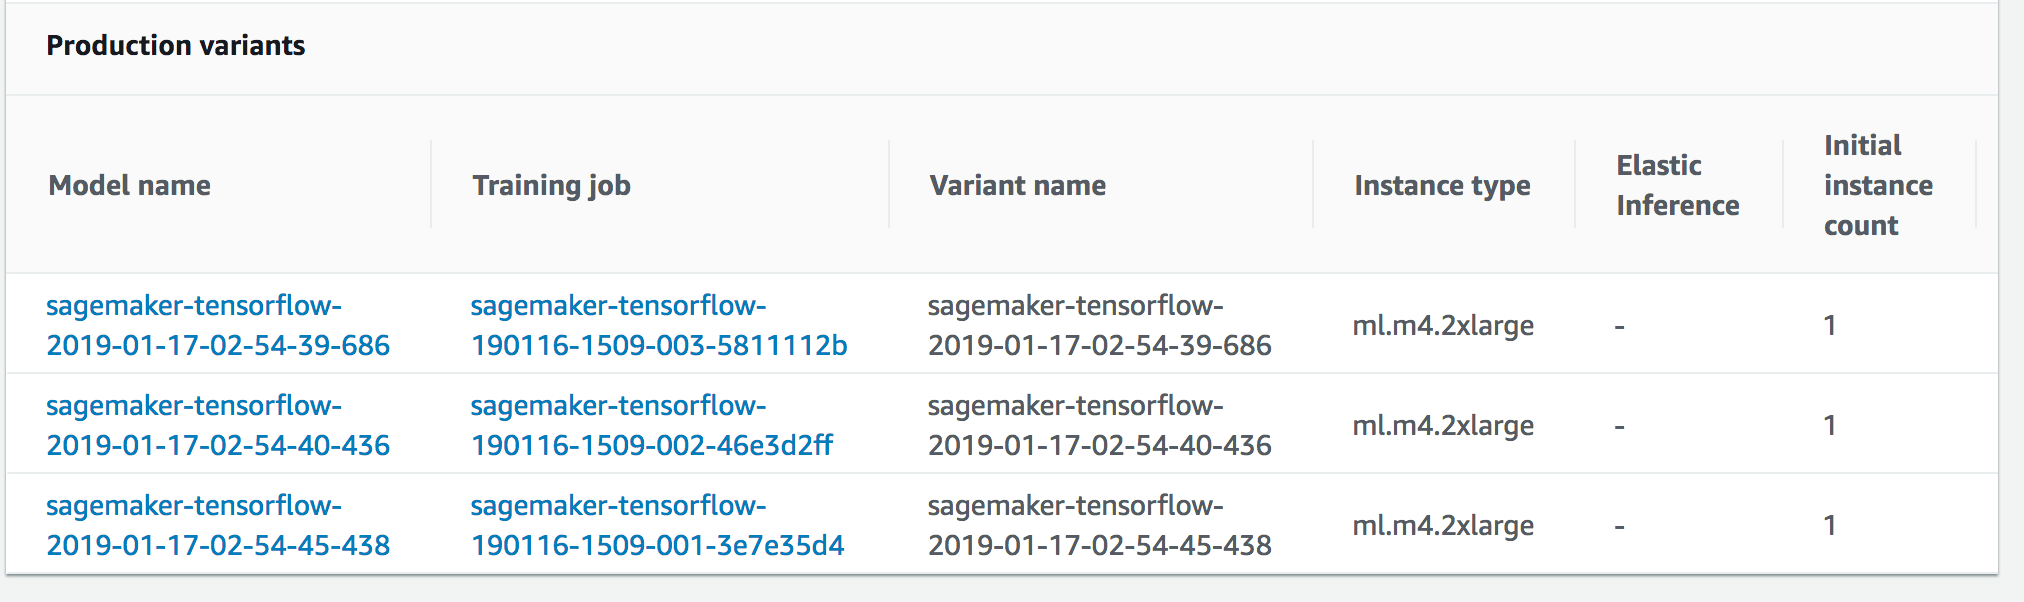 Production variants
Model name
Training job
Variant name
Instance type
Elastic
Inference
Initial
instance
count
sagemaker-tensorflow-
2019-01-17-02-54-39-686
sagemaker-tensorflow-
190116-1509-003-5811112b
sagemaker-tensorflow-
2019-01-17-02-54-39-686
ml.m4.2xlarge
-
1
sagemaker-tensorflow-
2019-01-17-02-54-40-436
sagemaker-tensorflow-
190116-1509-002-46e3d2ff
sagemaker-tensorflow-
2019-01-17-02-54-40-436
ml.m4.2xlarge
-
1
sagemaker-tensorflow-
2019-01-17-02-54-45-438
sagemaker-tensorflow-
190116-1509-001-3e7e35d4
sagemaker-tensorflow-
2019-01-17-02-54-45-438
ml.m4.2xlarge
-
1